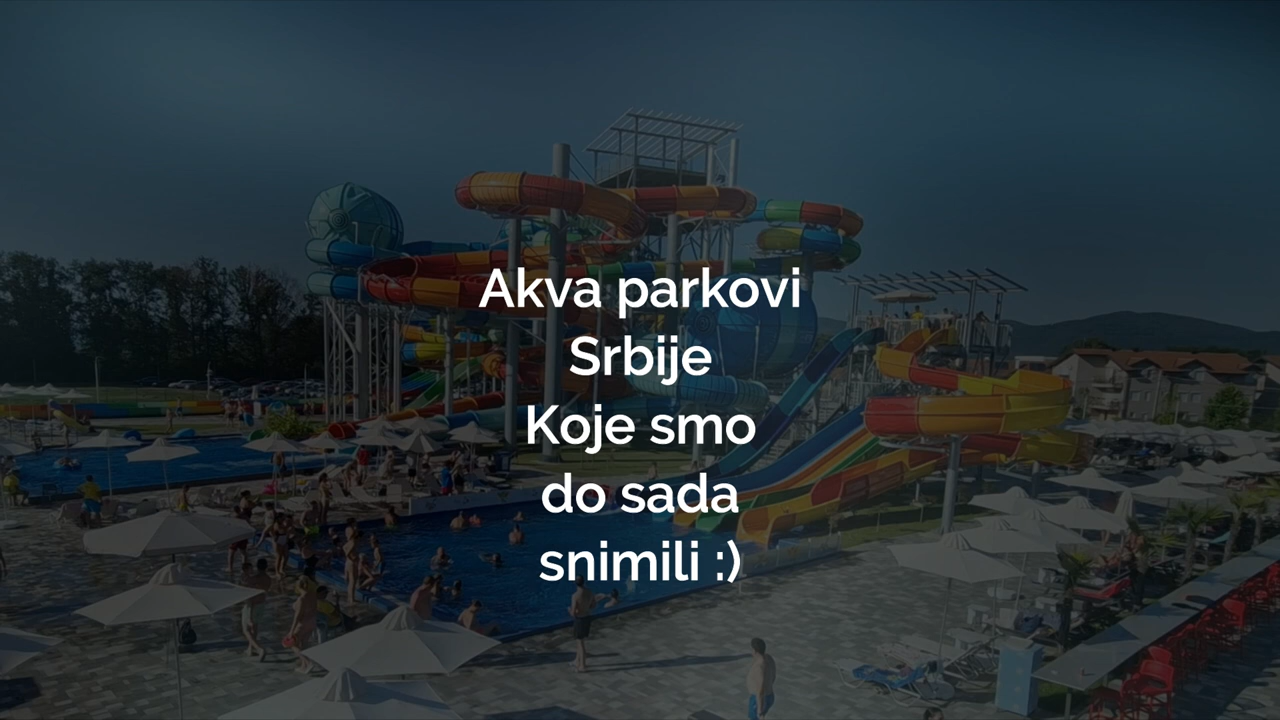 Akva parkovi
Srbije
Koje smo
do sada
snimili :)